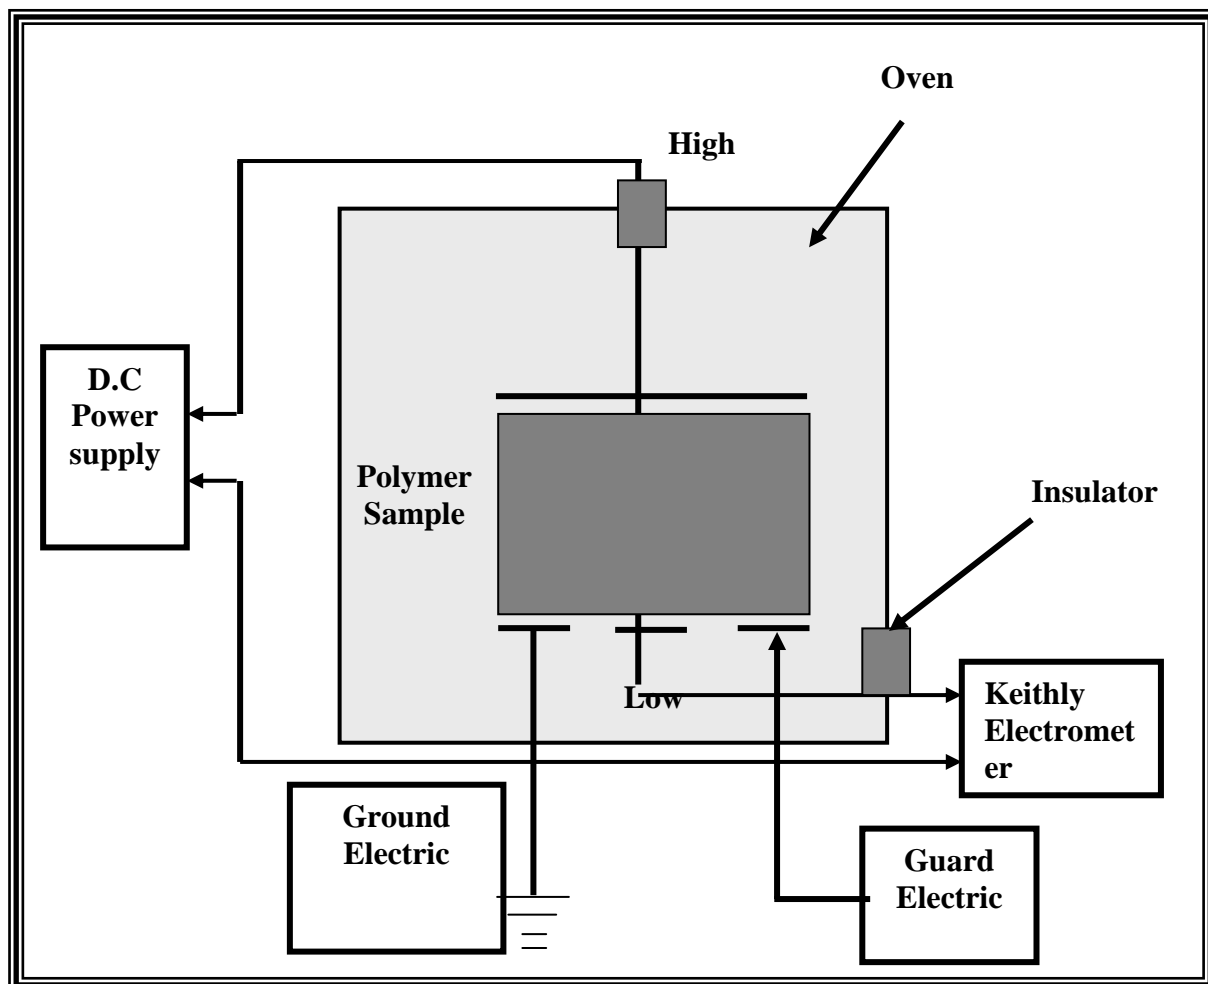 Oven
High
D.C
Power
supply
Polymer
Sample
Insulator
Low
Keithly
Electromet
er
Ground
Electric
Guard
Electric